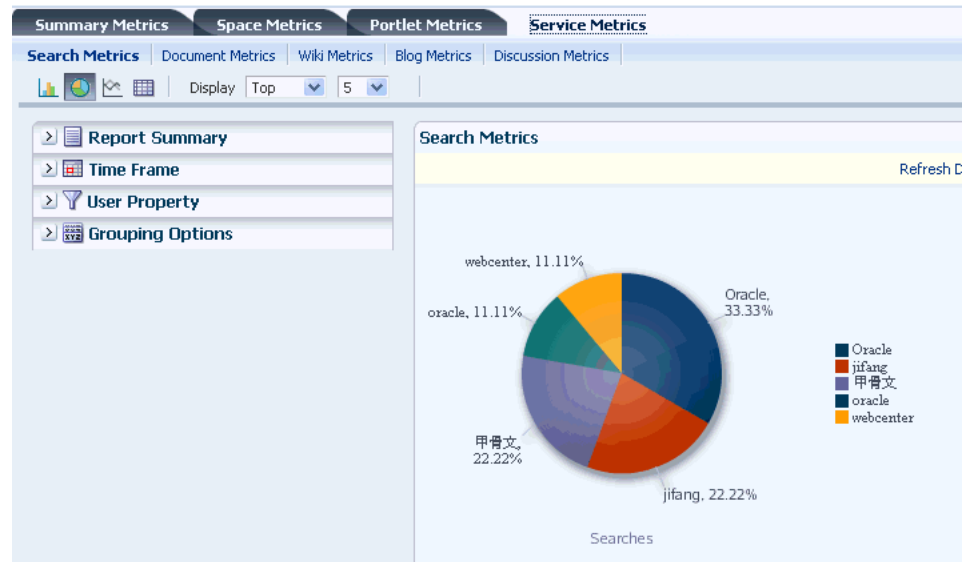 Summary Metrics Space Metrics Portlet Metrics Service Metrics
Search Metrics Document Metrics Wiki Metrics Blog Metrics Discussion Metrics
Display Top 5
Report Summary
Time Frame
User Property
Grouping Options
Search Metrics
Refresh D
webcenter, 11.11%
oracle, 11.11%
Oracle,
33.33%
甲骨文,
22.22%
jifang, 22.22%
Searches
Oracle
jifang
甲骨文
oracle
webcenter